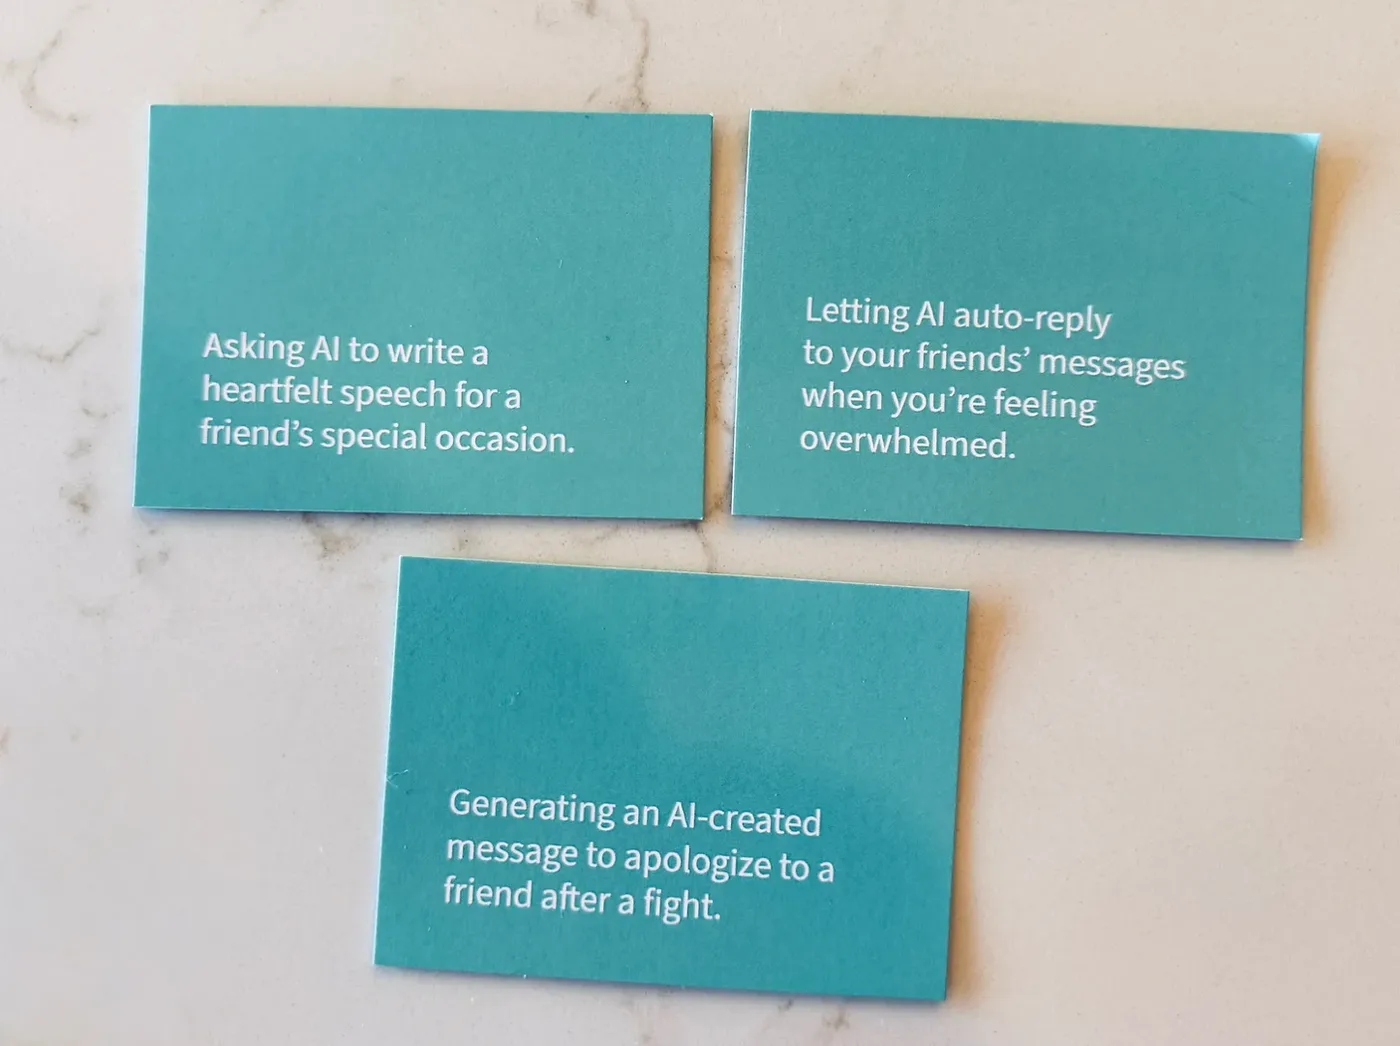 Asking AI to write a
heartfelt speech for a
friend’s special occasion.
Letting AI auto-reply
to your friends’ messages
when you’re feeling
overwhelmed.
Generating an AI-created
message to apologize to a
friend after a fight.